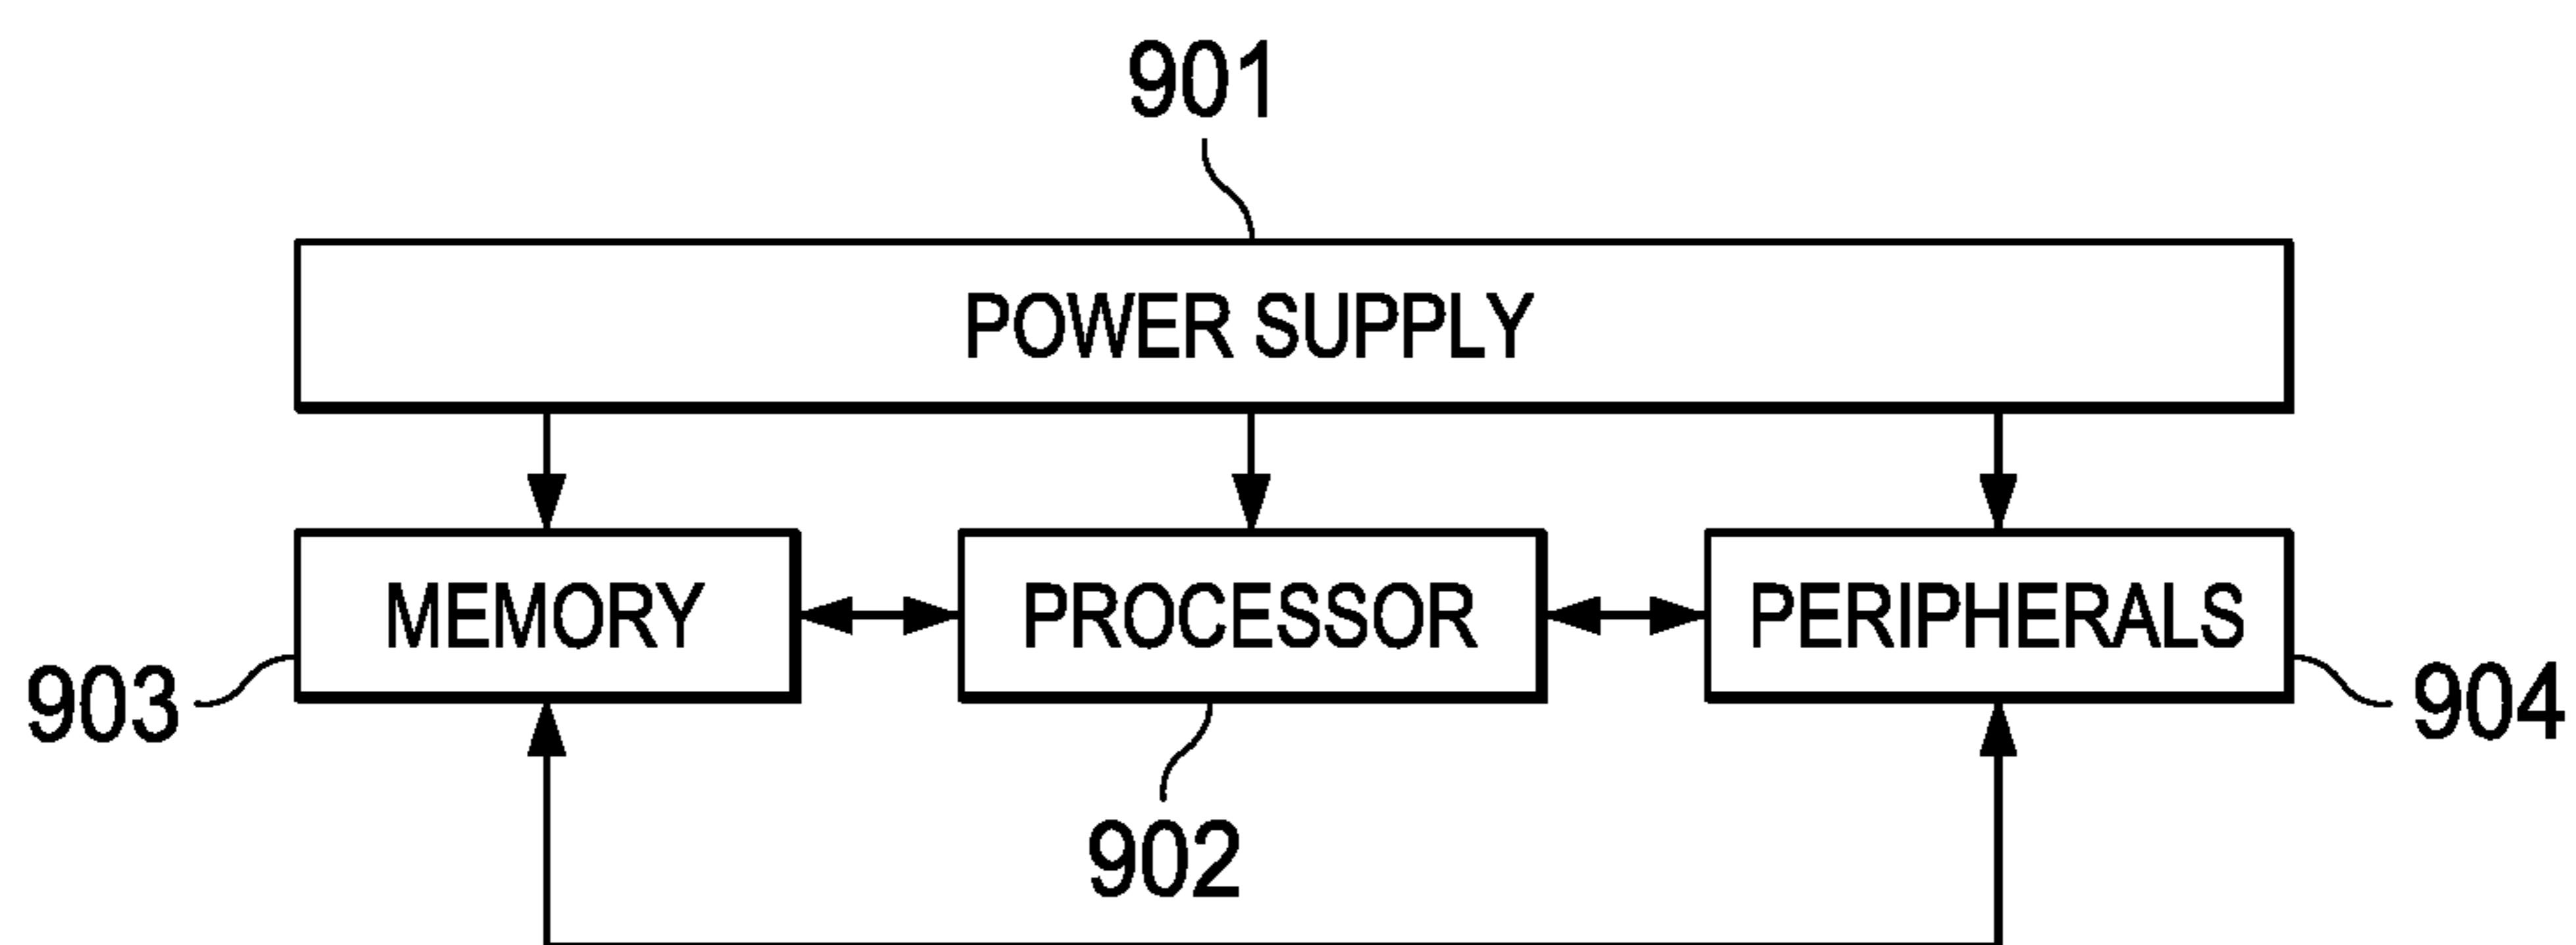 901
POWER SUPPLY
MEMORY
PROCESSOR
PERIPHERALS
903
904
902